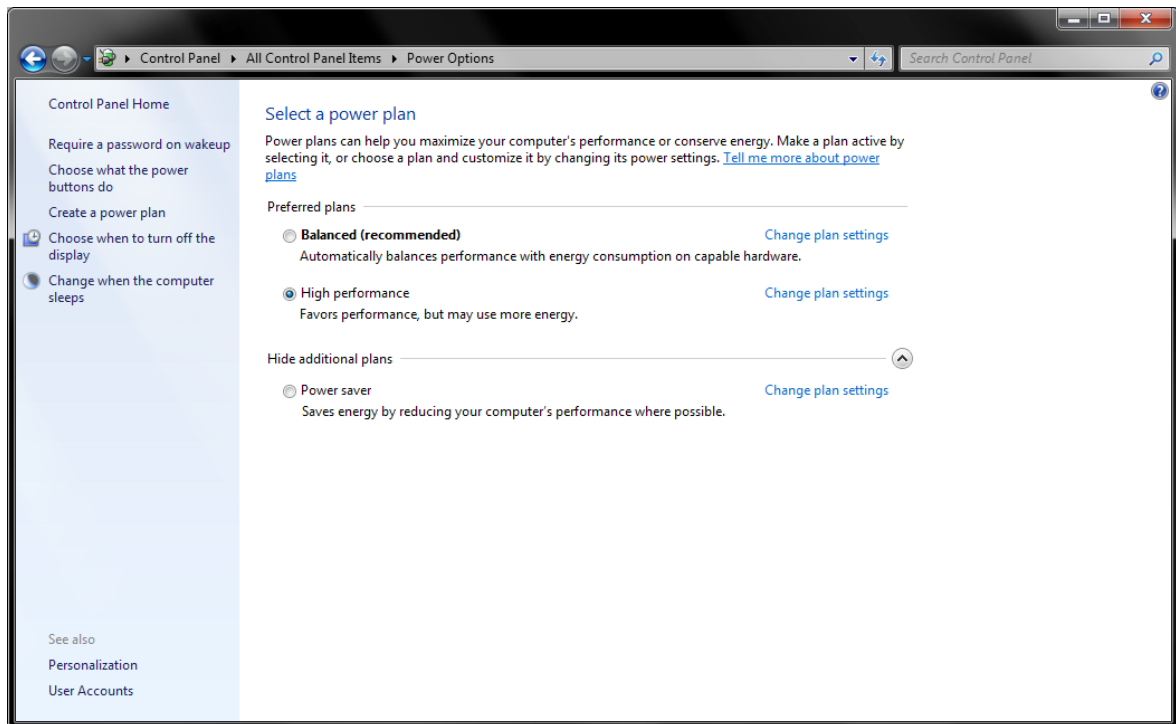 Control Panel
All Control Panel Items
Power Options
Search Control Panel
Control Panel Home
Require a password on wakeup
Choose what the power
buttons do
Create a power plan
Choose when to turn off the
display
Change when the computer
sleeps
See also
Personalization
User Accounts
Select a power plan
Power plans can help you maximize your computer's performance or conserve energy. Make a plan active by
selecting it, or choose a plan and customize it by changing its power settings. Tell me more about power
plans
Preferred plans
Balanced (recommended)
Change plan settings
Automatically balances performance with energy consumption on capable hardware.
High performance
Change plan settings
Favors performance, but may use more energy.
Hide additional plans
Power saver
Change plan settings
Saves energy by reducing your computer's performance where possible.